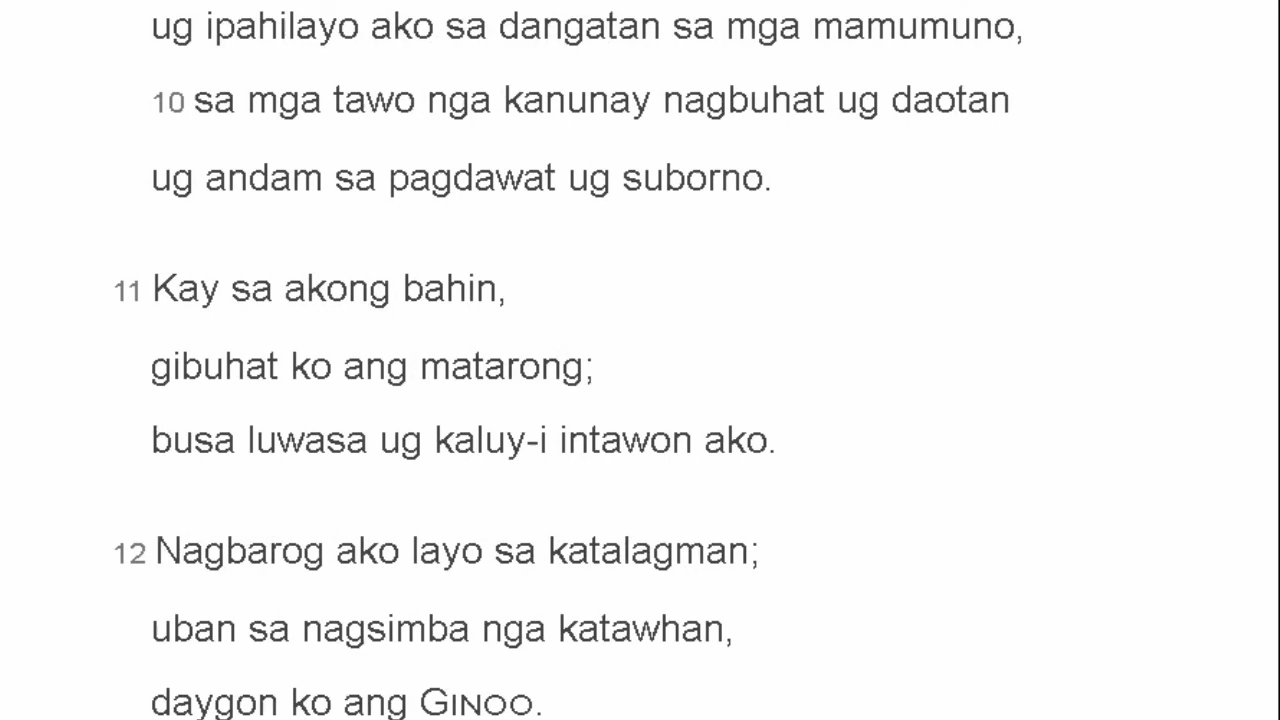 ug ipahilayo ako sa dangatan sa mga mamumuno,
10 sa mga tawo nga kanunay nagbuhat ug daotan
ug andam sa pagdawat ug suborno.
11 Kay sa akong bahin,
gibuhat ko ang matarong;
busa luwasa ug kaluy-i intawon ako.
12 Nagbarog ako layo sa katalagman;
uban sa nagsimba nga katawhan,
daygon ko ang GINOO.